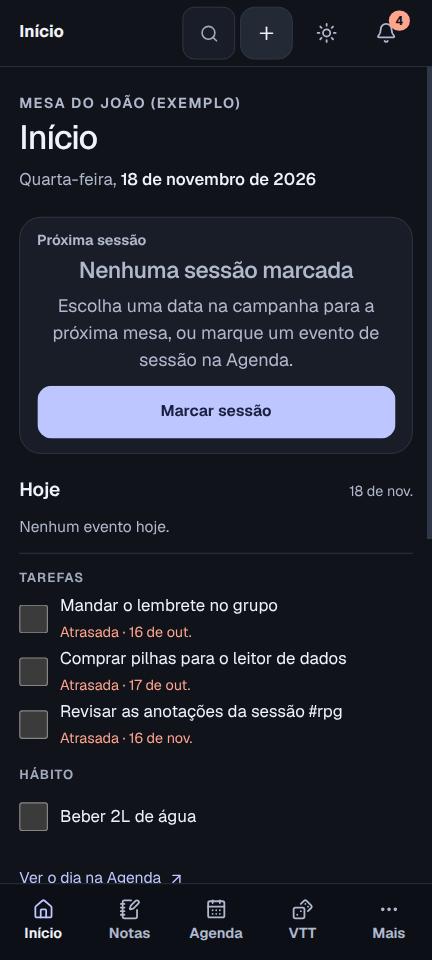 Início
4
MESA DO JOÃO (EXEMPLO)
Início
Quarta-feira, 18 de novembro de 2026
Próxima sessão
Nenhuma sessão marcada
Escolha uma data na campanha para a
próxima mesa, ou marque um evento de
sessão na Agenda.
Marcar sessão
Hoje
18 de nov.
Nenhum evento hoje.
TAREFAS
Mandar o lembrete no grupo
Atrasada · 16 de out.
Comprar pilhas para o leitor de dados
Atrasada · 17 de out.
Revisar as anotações da sessão #rpg
Atrasada · 16 de nov.
HÁBITO
Beber 2L de água
Ver o dia na Agenda
Início
Notas
Agenda
VTT
Mais